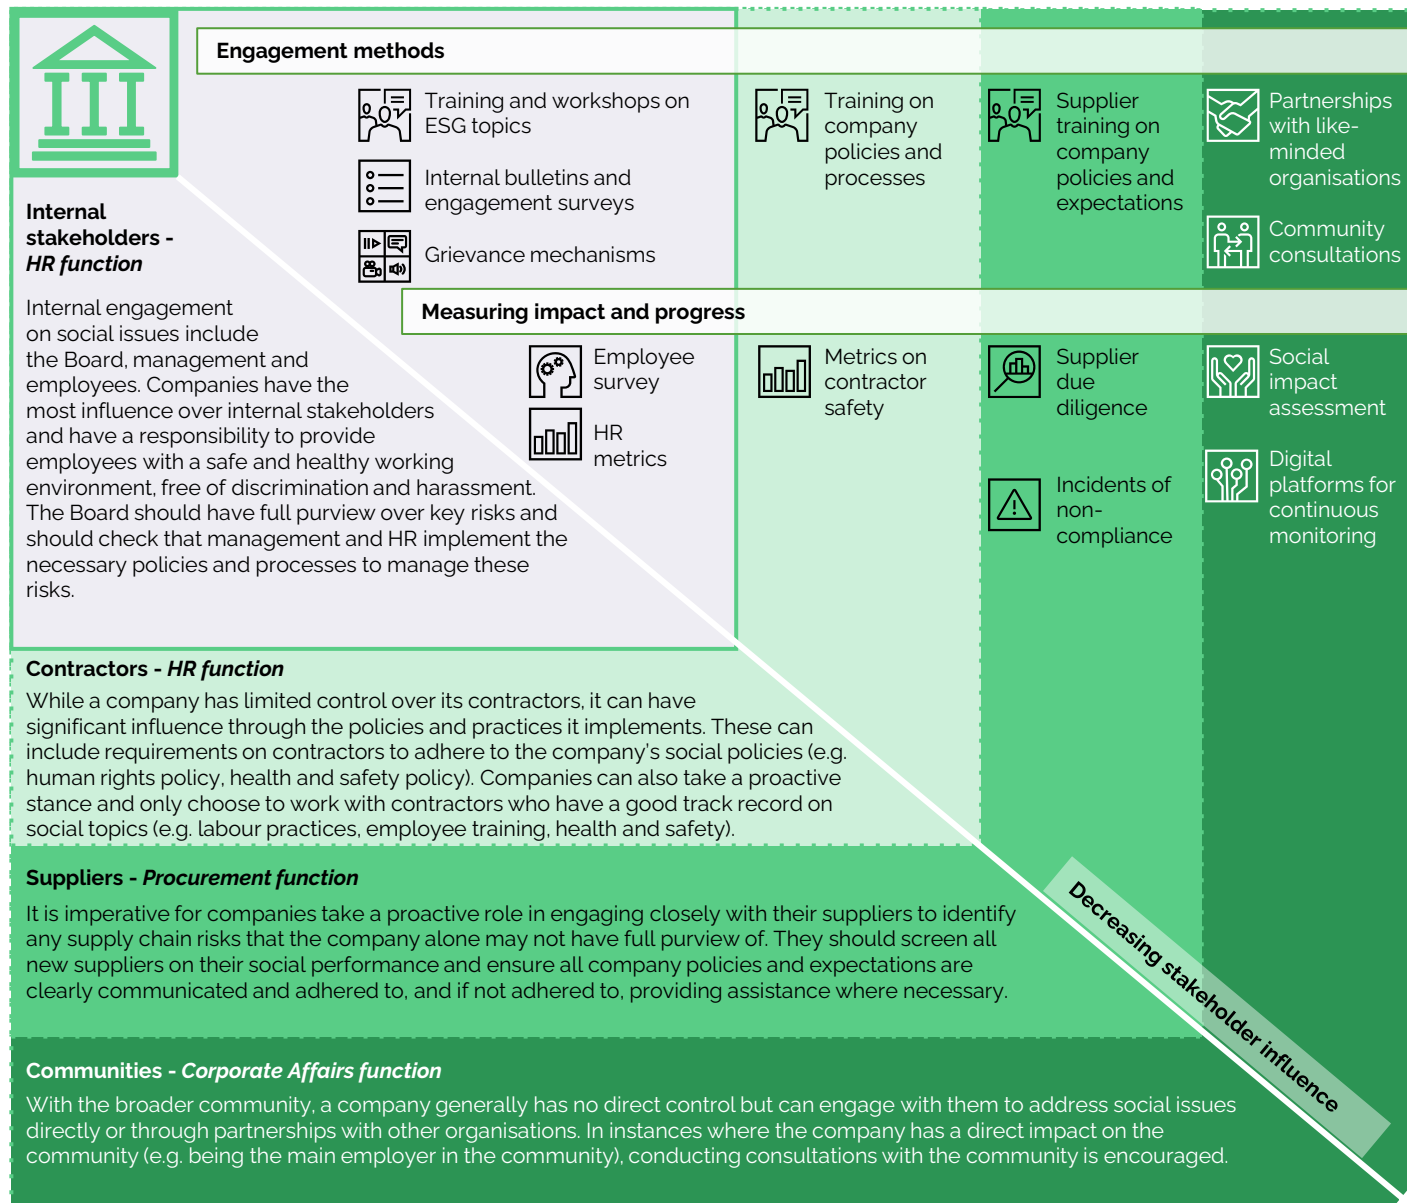 Engagement methods
Training and workshops on
ESG topics
Internal bulletins and
engagement surveys
Grievance mechanisms
Training on
company
policies and
processes
Supplier
training on
company
policies and
expectations
Partnerships
with like-
minded
organisations
Community
consultations
Measuring impact and progress
Employee
survey
HR
metrics
Metrics on
contractor
safety
Supplier
due
diligence
Incidents of
non-
compliance
Social
impact
assessment
Digital
platforms for
continuous
monitoring
Internal
stakeholders -
HR function
Internal engagement
on social issues include
the Board, management and
employees. Companies have the
most influence over internal stakeholders
and have a responsibility to provide
employees with a safe and healthy working
environment, free of discrimination and harassment.
The Board should have full purview over key risks and
should check that management and HR implement the
necessary policies and processes to manage these
risks.
Contractors - HR function
While a company has limited control over its contractors, it can have
significant influence through the policies and practices it implements. These can
include requirements on contractors to adhere to the company's social policies (e.g.
human rights policy, health and safety policy). Companies can also take a proactive
stance and only choose to work with contractors who have a good track record on
social topics (e.g. labour practices, employee training, health and safety).
Suppliers - Procurement function
It is imperative for companies take a proactive role in engaging closely with their suppliers to identify
any supply chain risks that the company alone may not have full purview of. They should screen all
new suppliers on their social performance and ensure all company policies and expectations are
clearly communicated and adhered to, and if not adhered to, providing assistance where necessary.
Decreasing stakeholder influence
Communities - Corporate Affairs function
With the broader community, a company generally has no direct control but can engage with them to address social issues
directly or through partnerships with other organisations. In instances where the company has a direct impact on the
community (e.g. being the main employer in the community), conducting consultations with the community is encouraged.